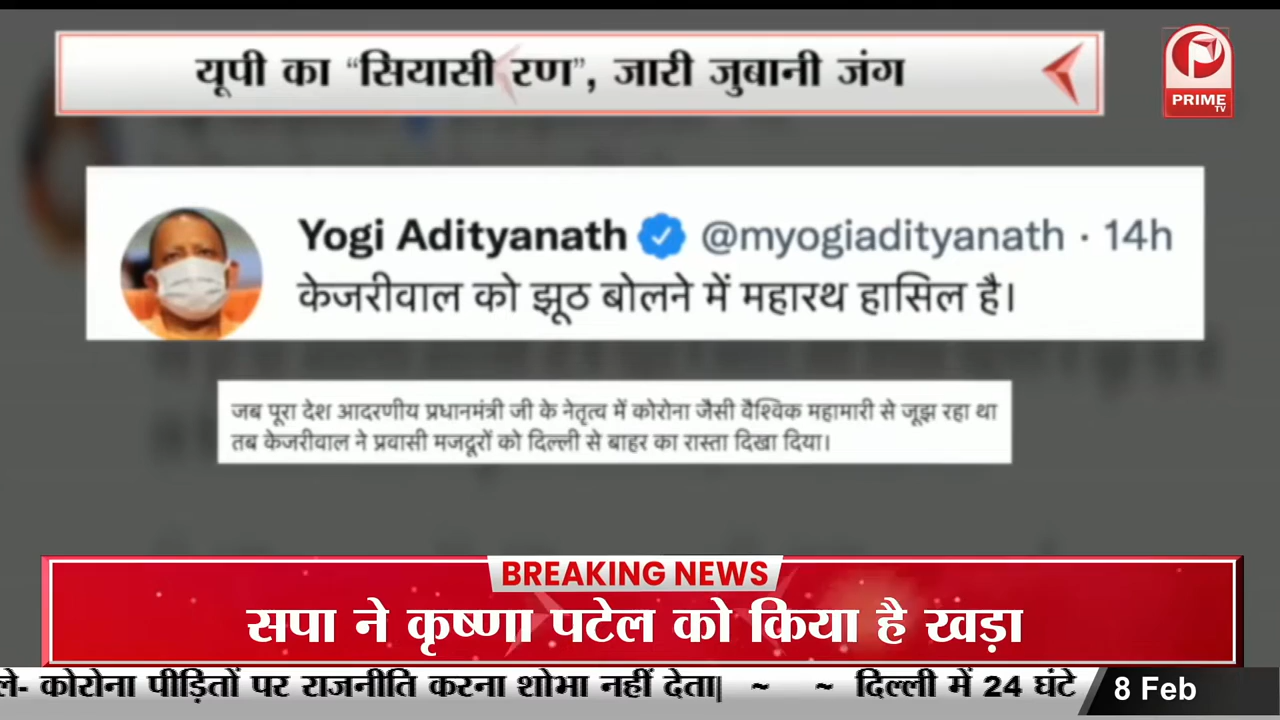 यूपी का “सियासी रण”, जारी जुबानी जंग
PRIME
TV
Yogi Adityanath @myogiadityanath · 14h
केजरीवाल को झूठ बोलने में महारथ हासिल है।
जब पूरा देश आदरणीय प्रधानमंत्री जी के नेतृत्व में कोरोना जैसी वैश्विक महामारी से जूझ रहा था
तब केजरीवाल ने प्रवासी मजदूरों को दिल्ली से बाहर का रास्ता दिखा दिया।
BREAKING NEWS
सपा ने कृष्णा पटेल को किया है खड़ा
ले- कोरोना पीड़ितों पर राजनीति करना शोभा नहीं देता| ~ ~ दिल्ली में 24 घंटे
8 Feb